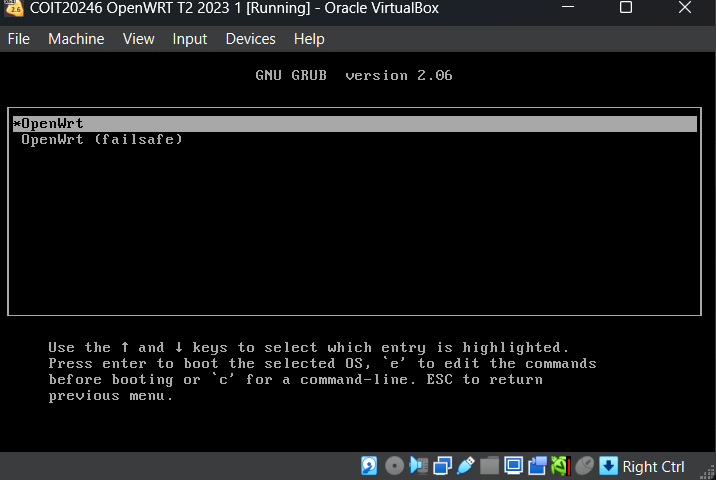 COIT20246 OpenWRT T2 2023 1 [Running] - Oracle VirtualBox
File Machine View Input Devices Help
GNU GRUB version 2.06
*OpenWrt
OpenWrt (failsafe)
Use the ↑ and ↓ keys to select which entry is highlighted.
Press enter to boot the selected OS, `e' to edit the commands
before booting or `c' for a command-line. ESC to return
previous menu.
Right Ctrl